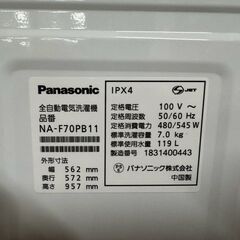 Panasonic
全自動電気洗濯機
品番
NA-F70PB11
外形寸法
幅 562 mm
奥行 572 mm
高さ 957 mm
IPX4
JET
定格電圧 100 V ～
定格周波数 50/60 Hz
定格消費電力 480/545 W
標準洗濯容量 7.0 kg
標準使用水量 119 L
製造番号 1831400443
パナソニック株式会社
中国製